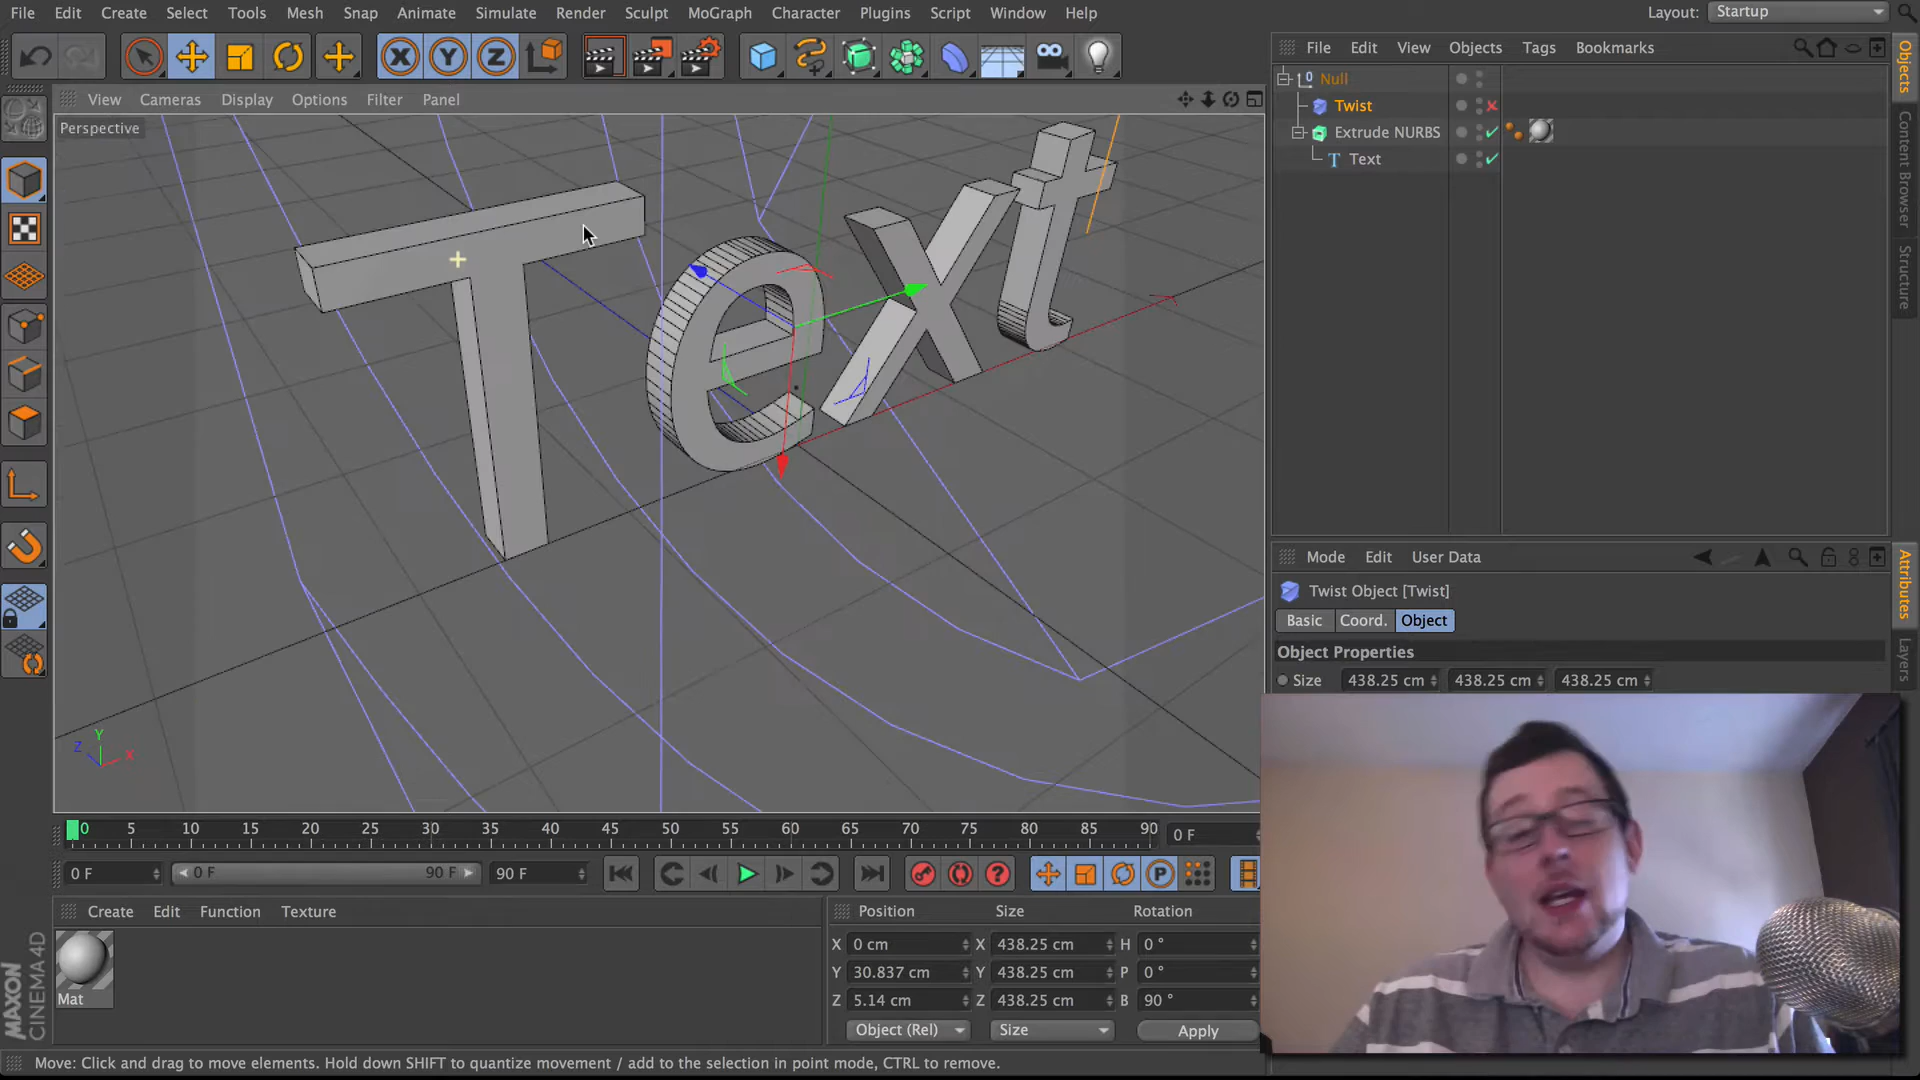 File Edit Create Select Tools Mesh Snap Animate Simulate Render Sculpt MoGraph Character Plugins Script Window Help Layout: Startup
File Edit View Objects Tags Bookmarks
View Cameras Display Options Filter Panel
Perspective
Null
Twist
Extrude NURBS
Text
Objects
Content Browser
Structure
Text
Mode Edit User Data
Twist Object [Twist]
Basic Coord. Object
Object Properties
Size 438.25 cm 438.25 cm 438.25 cm
Attributes
Layers
Y
Z X
0 5 10 15 20 25 30 35 40 45 50 55 60 65 70 75 80 85 90 0 F
0 F 0 F 90 F 90 F
Create Edit Function Texture
Mat
Position Size Rotation
X 0 cm X 438.25 cm H 0 °
Y 30.837 cm Y 438.25 cm P 0 °
Z 5.14 cm Z 438.25 cm B 90 °
Object (Rel) Size Apply
MAXON
CINEMA 4D
Move: Click and drag to move elements. Hold down SHIFT to quantize movement / add to the selection in point mode, CTRL to remove.